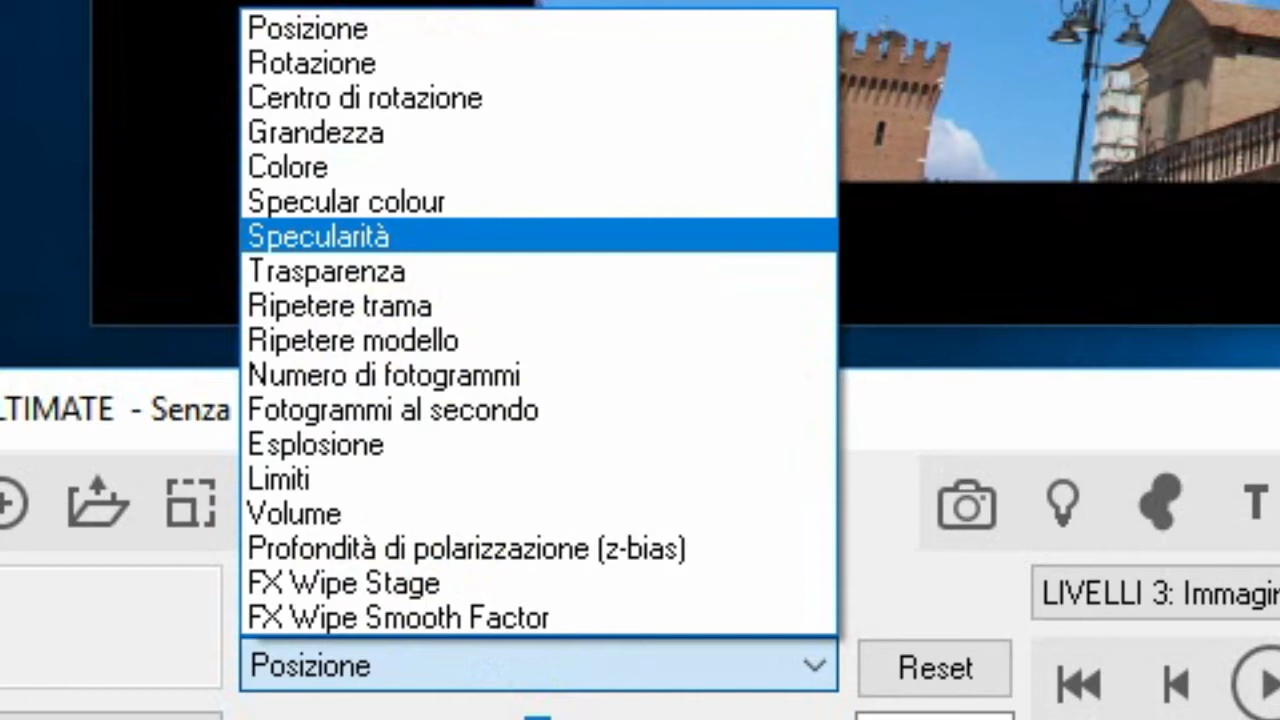 Posizione
Rotazione
Centro di rotazione
Grandezza
Colore
Specular colour
Specularità
Trasparenza
Ripetere trama
Ripetere modello
Numero di fotogrammi
Fotogrammi al secondo
Esplosione
Limiti
Volume
Profondità di polarizzazione (z-bias)
FX Wipe Stage
FX Wipe Smooth Factor
LTIMATE - Senza
T
LIVELLI 3: Immagin
Posizione
Reset